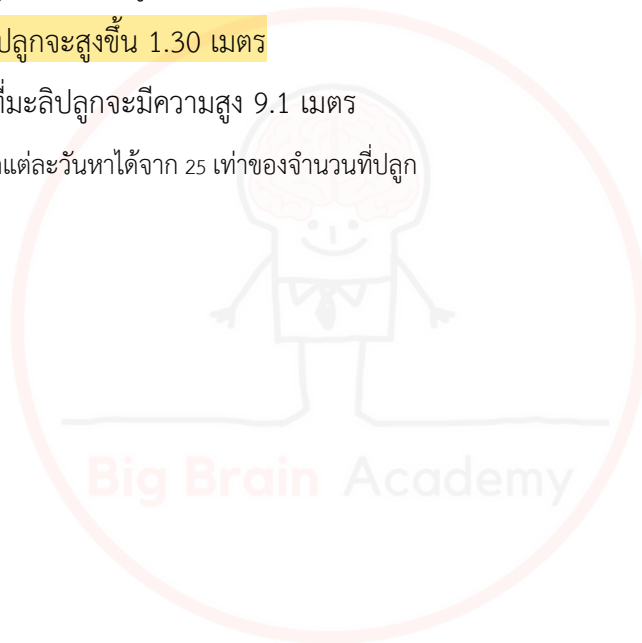 ปลูกจะสูงขึ้น 1.30 เมตร
ที่มะลิปลูกจะมีความสูง 9.1 เมตร
แต่ละวันหาได้จาก 25 เท่าของจำนวนที่ปลูก
Big Brain Academy